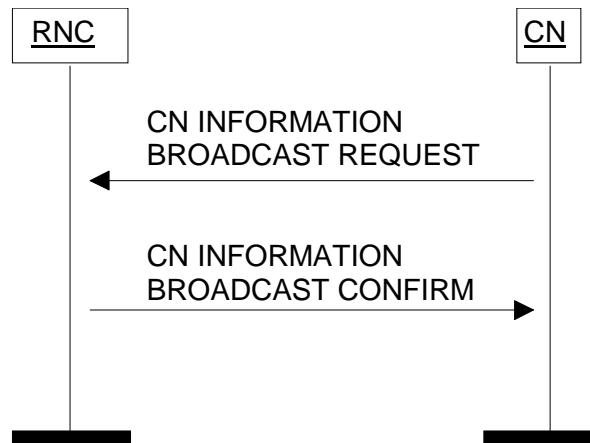 RNC
CN
CN INFORMATION
BROADCAST REQUEST
CN INFORMATION
BROADCAST CONFIRM